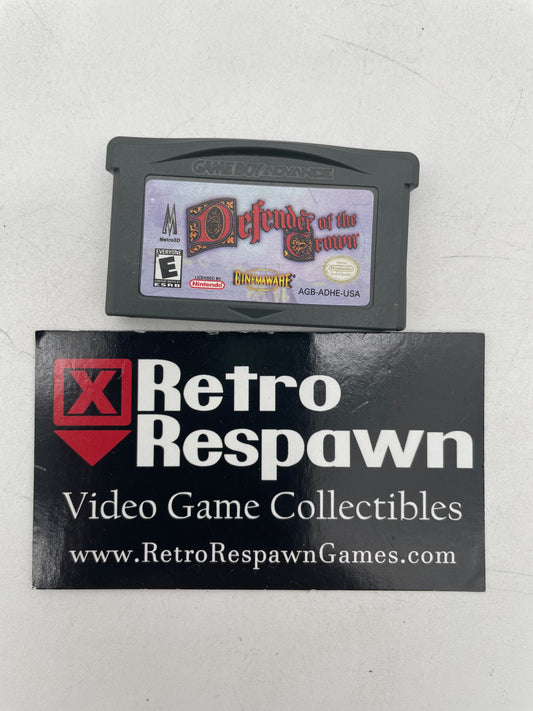 GAME BOY ADVANCE
Metro3D
Defender of the
Crown
EVERYONE
E
ESRB
LICENSED BY
Nintendo
CINEMAWARE
AGB-ADHE-USA
X Retro
Respawn
Video Game Collectibles
www.RetroRespawnGames.com